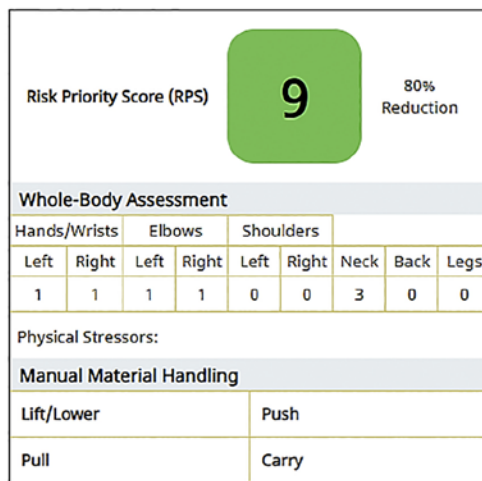 Risk Priority Score (RPS)
9
80%
Reduction
Whole-Body Assessment
Hands/Wrists Elbows Shoulders
Left Right Left Right Left Right Neck Back Legs
1 1 1 1 0 0 3 0 0
Physical Stressors:
Manual Material Handling
Lift/Lower Push
Pull Carry